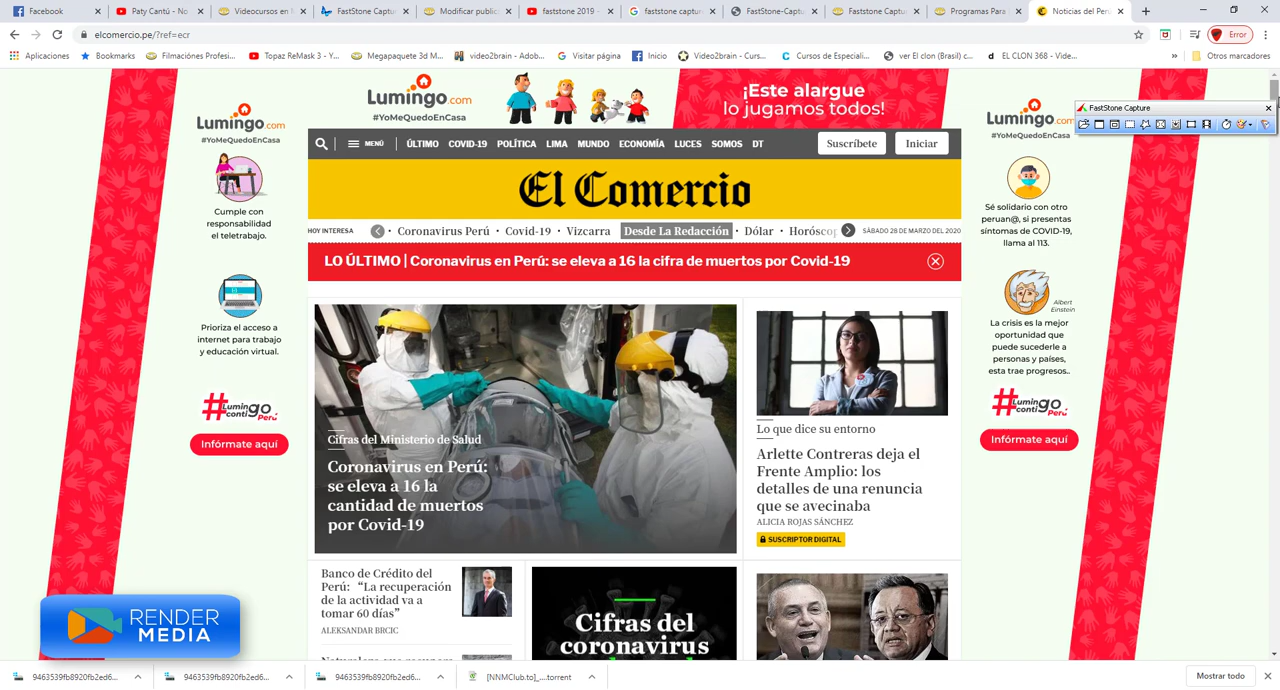 Facebook
Paty Cantú - No
Videocursos en M
FastStone Captur
Modificar public
faststone 2019 -
faststone capture
FastStone-Captu
Faststone Captur
Programas Para
Noticias del Perú
elcomercio.pe/?ref=ecr
Error
Aplicaciones
Bookmarks
Filmaciónes Profesi...
Topaz ReMask 3 - Y...
Megapaquete 3d M...
video2brain - Adob...
Visitar página
Inicio
Video2brain - Curs...
Cursos de Especiali...
ver El clon (Brasil) c...
EL CLON 368 - Vide...
Otros marcadores
Lumingo.com
#YoMeQuedoEnCasa
¡Este alargue
lo jugamos todos!
FastStone Capture
Lumingo.com
#YoMeQuedoEnCasa
Cumple con
responsabilidad
el teletrabajo.
Prioriza el acceso a
internet para trabajo
y educación virtual.
#Lumingo
contigo
Perú
Infórmate aquí
MENÚ
ÚLTIMO COVID-19 POLÍTICA LIMA MUNDO ECONOMÍA LUCES SOMOS DT
Suscríbete
Iniciar
El Comercio
HOY INTERESA
• Coronavirus Perú • Covid-19 • Vizcarra Desde La Redacción • Dólar • Horóscop
SÁBADO 28 DE MARZO DEL 2020
LO ÚLTIMO | Coronavirus en Perú: se eleva a 16 la cifra de muertos por Covid-19
Cifras del Ministerio de Salud
Coronavirus en Perú:
se eleva a 16 la
cantidad de muertos
por Covid-19
Lo que dice su entorno
Arlette Contreras deja el
Frente Amplio: los
detalles de una renuncia
que se avecinaba
ALICIA ROJAS SÁNCHEZ
SUSCRIPTOR DIGITAL
Banco de Crédito del
Perú: “La recuperación
de la actividad va a
tomar 60 días”
ALEKSANDAR BRCIC
Cifras del
coronavirus
Lumingo.com
#YoMeQuedoEnCasa
Sé solidario con otro
peruan@, si presentas
síntomas de COVID-19,
llama al 113.
Albert
Einstein
La crisis es la mejor
oportunidad que
puede sucederle a
personas y países,
esta trae progresos..
#Lumingo
contigo
Perú
Infórmate aquí
RENDER
MEDIA
9463539fb8920fb2ed6...
9463539fb8920fb2ed6...
9463539fb8920fb2ed6...
[NNMClub.to]_....torrent
Mostrar todo